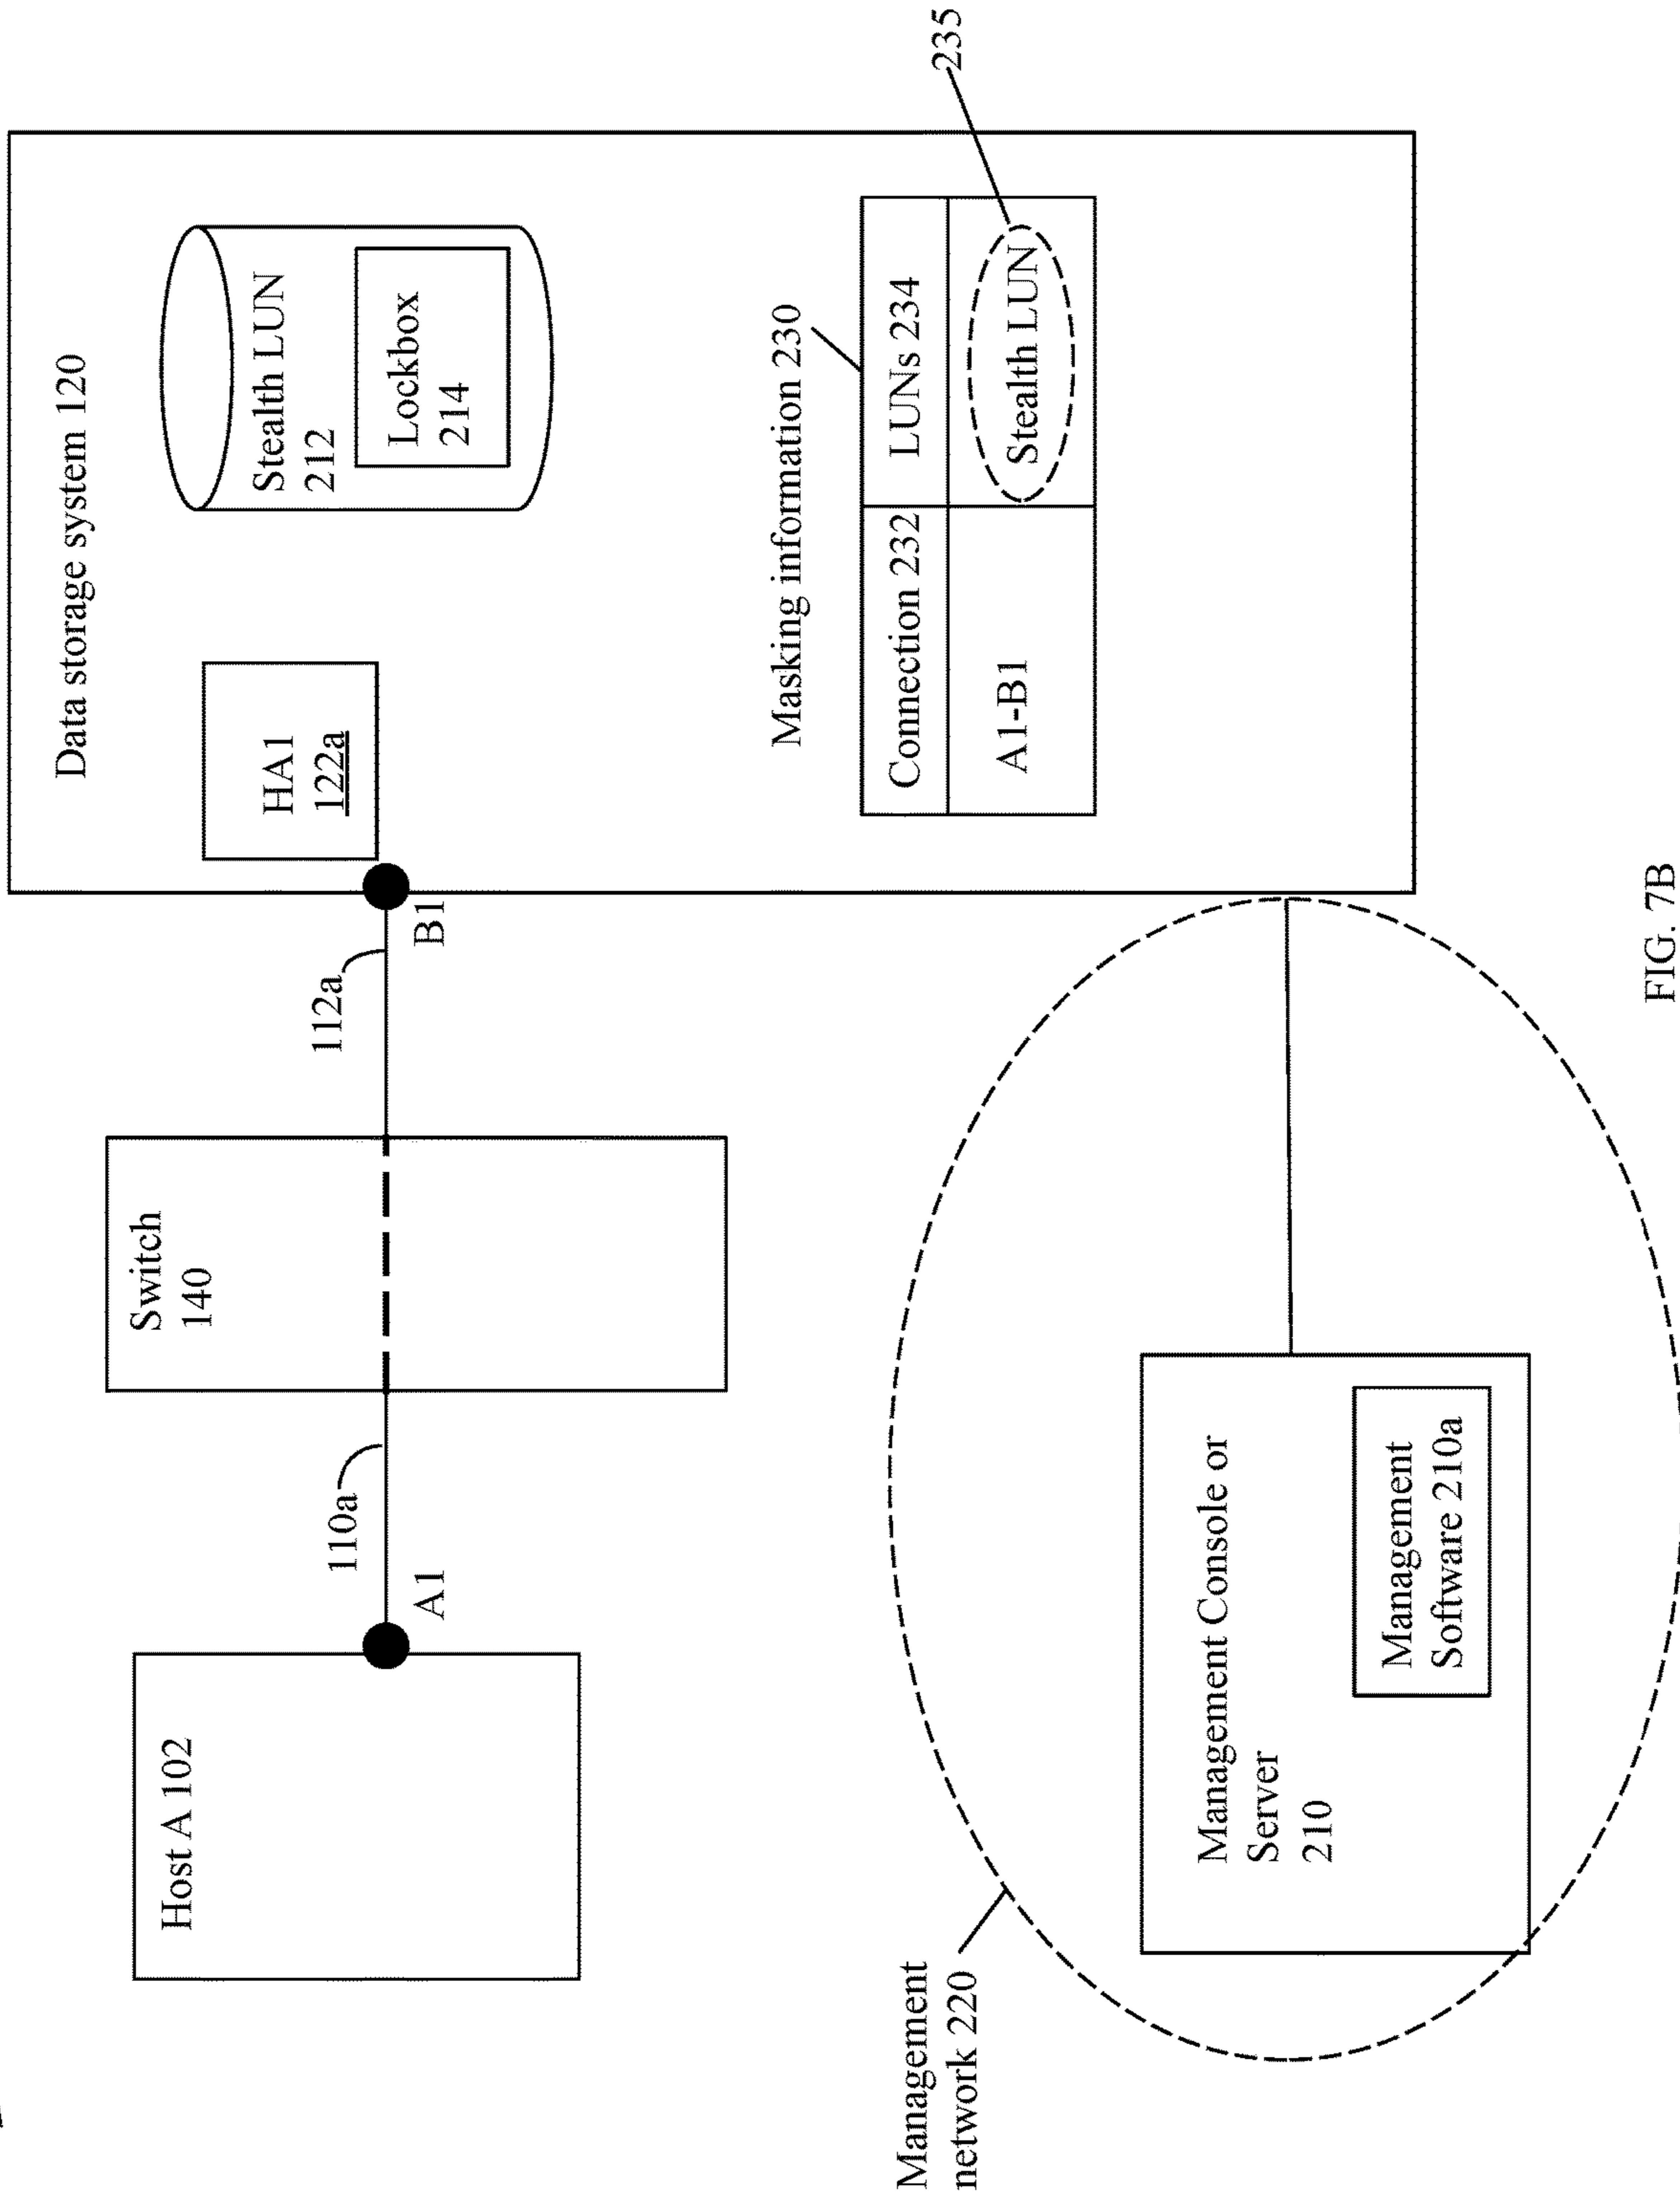 Data storage system 120
Host A 102
Switch
140
HA1
122a
Stealth LUN
212
Lockbox
214
110a
112a
A1
B1
Masking information 230
Connection 232
LUNs 234
A1-B1
Stealth LUN
235
Management
network 220
Management Console or
Server
210
Management
Software 210a
FIG. 7B